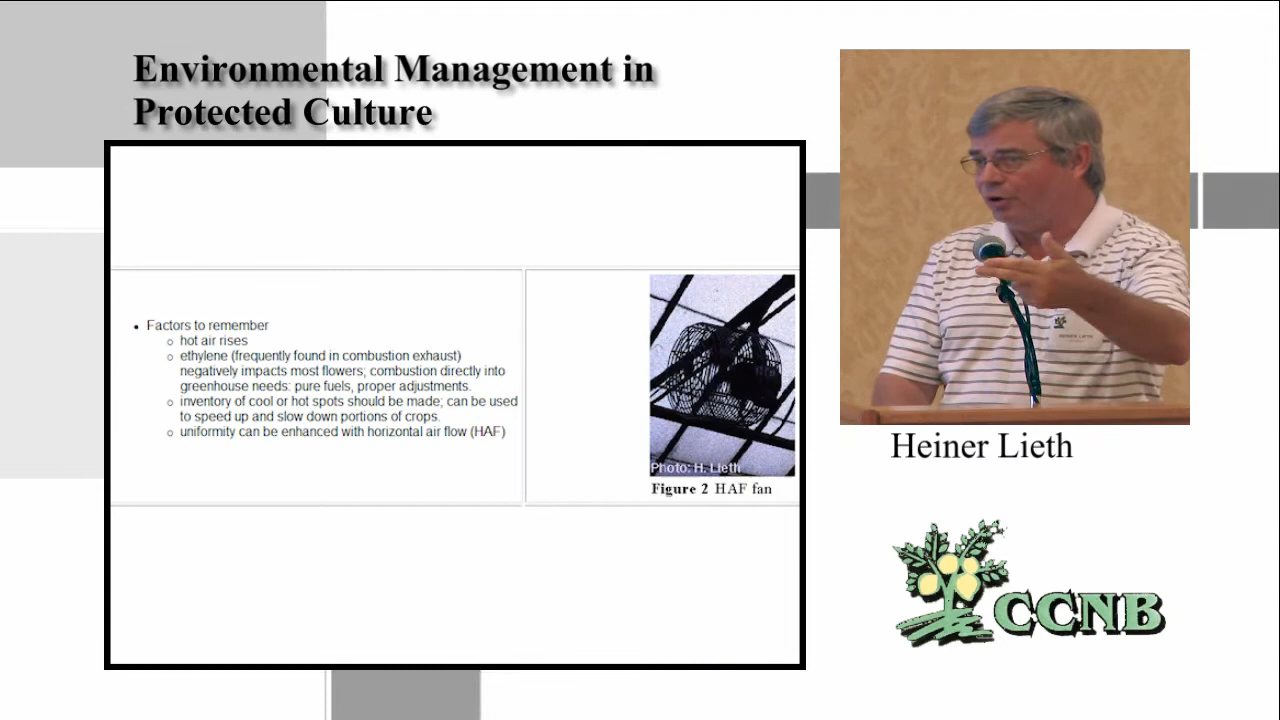 Environmental Management in
Protected Culture
• Factors to remember
o hot air rises
o ethylene (frequently found in combustion exhaust)
negatively impacts most flowers; combustion directly into
greenhouse needs: pure fuels, proper adjustments.
o inventory of cool or hot spots should be made; can be used
to speed up and slow down portions of crops.
o uniformity can be enhanced with horizontal air flow (HAF)
Photo: H. Lieth
Figure 2 HAF fan
HEINER LIETH
Heiner Lieth
CCNB